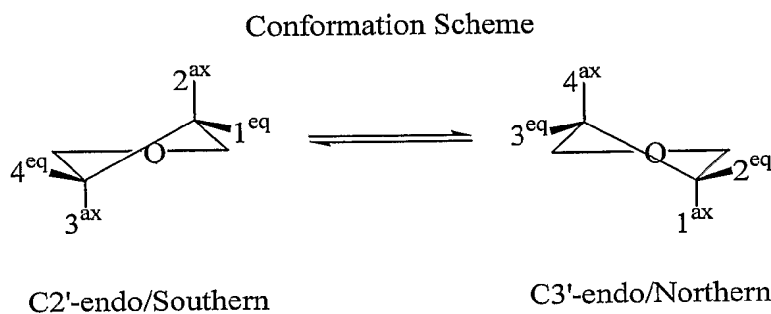 Conformation Scheme
2ax
1eq
O
4eq
3ax
4ax
3eq
O
2eq
1ax
C2'-endo/Southern
C3'-endo/Northern